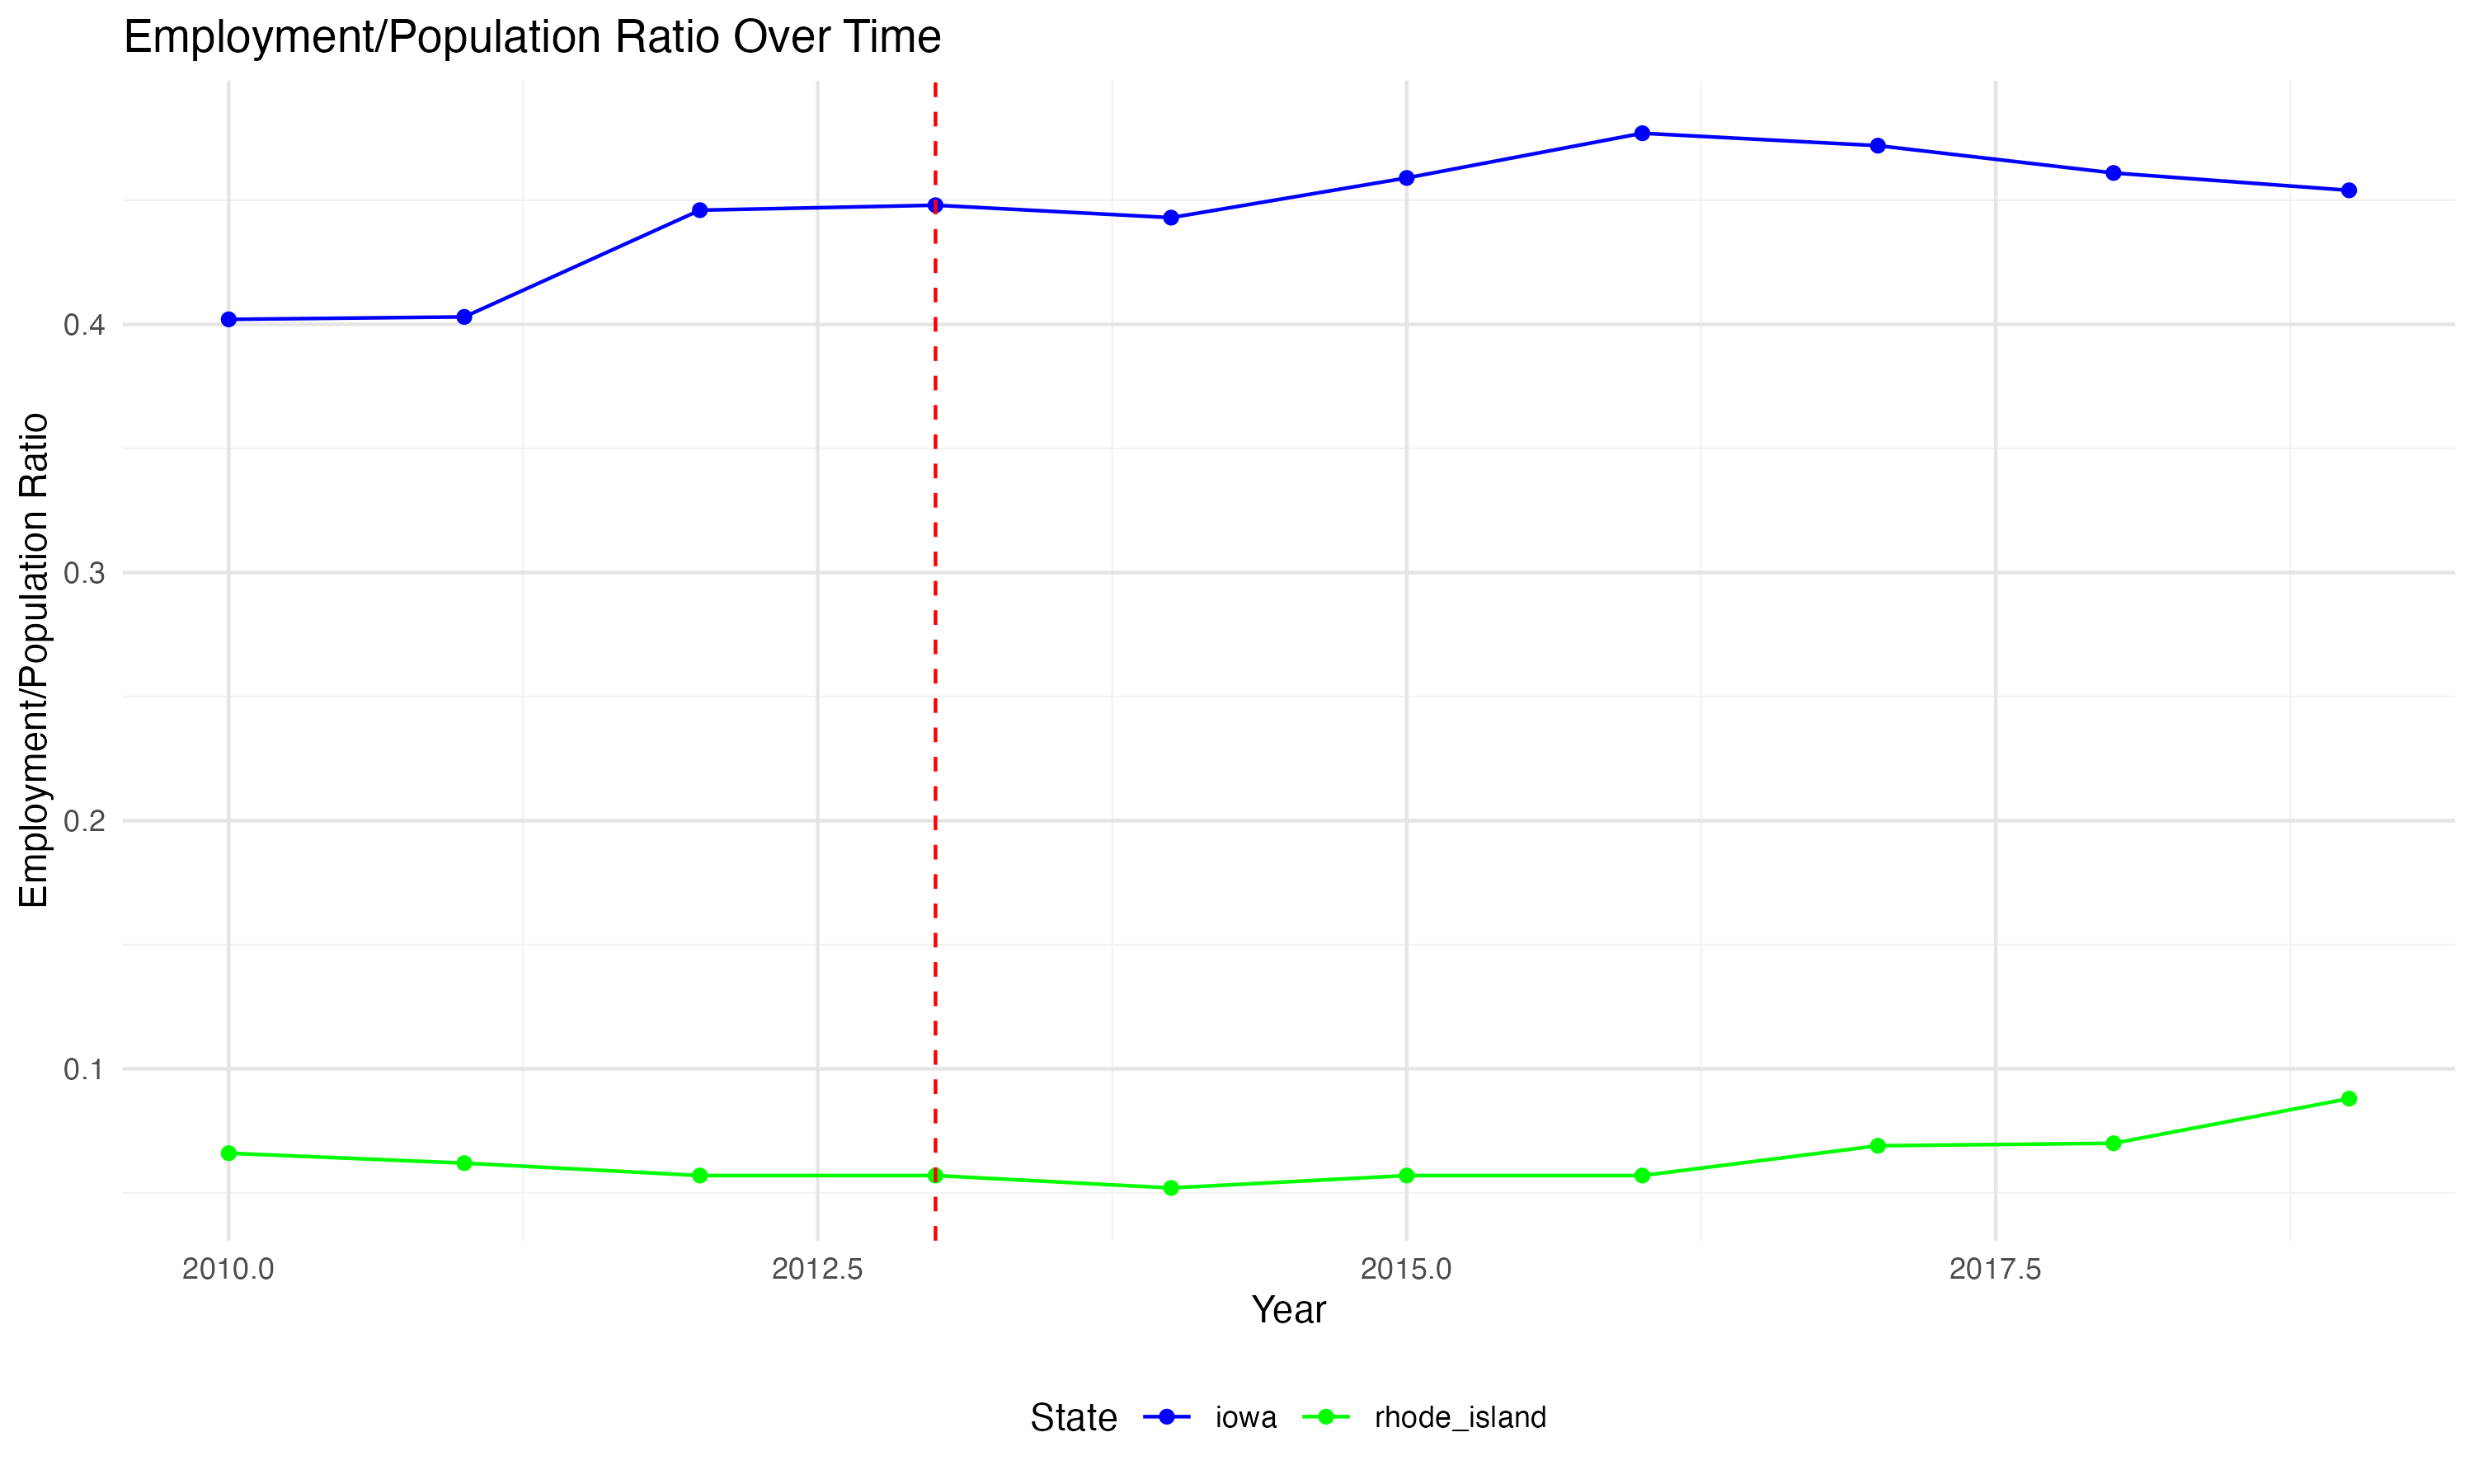 Employment/Population Ratio Over Time
Employment/Population Ratio
0.4
0.3
0.2
0.1
2010.0 2012.5 2015.0 2017.5
Year
State iowa rhode_island